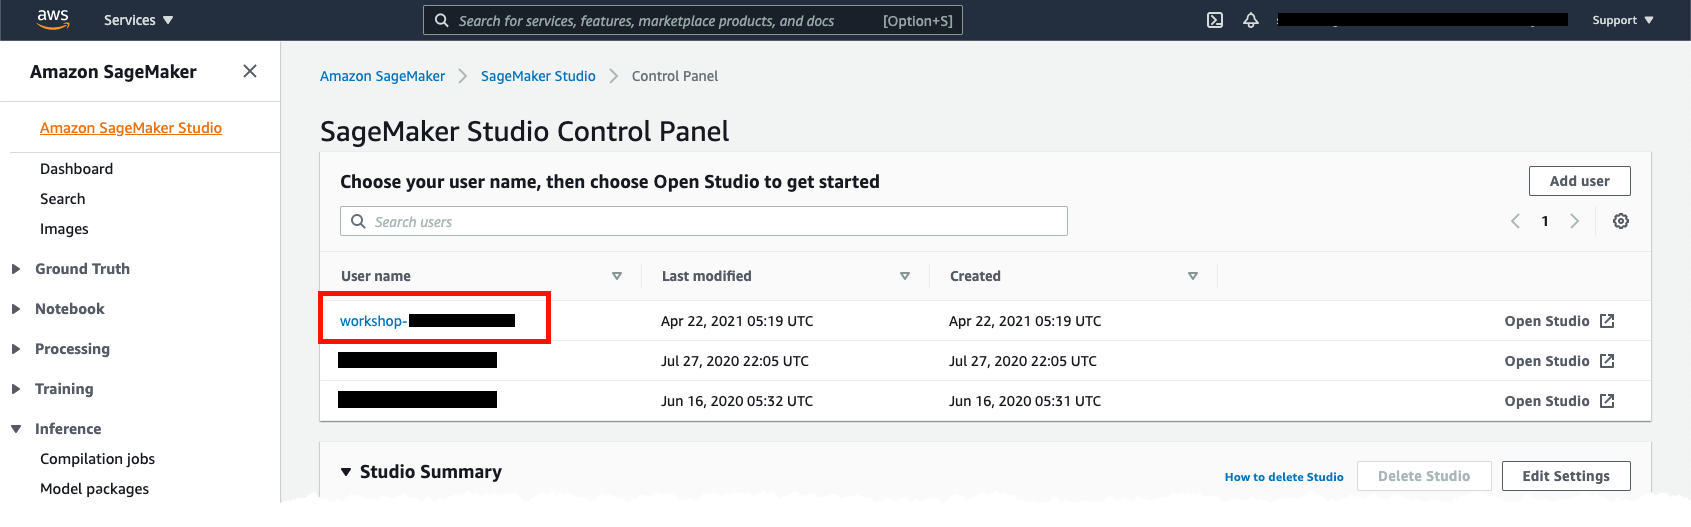 aws Services Search for services, features, marketplace products, and docs [Option+S] Support
Amazon SageMaker
Amazon SageMaker Studio
Dashboard
Search
Images
Ground Truth
Notebook
Processing
Training
Inference
Compilation jobs
Model packages
Amazon SageMaker SageMaker Studio Control Panel
SageMaker Studio Control Panel
Choose your user name, then choose Open Studio to get started Add user
Search users 1
User name Last modified Created
workshop- Apr 22, 2021 05:19 UTC Apr 22, 2021 05:19 UTC Open Studio
Jul 27, 2020 22:05 UTC Jul 27, 2020 22:05 UTC Open Studio
Jun 16, 2020 05:32 UTC Jun 16, 2020 05:31 UTC Open Studio
Studio Summary How to delete Studio Delete Studio Edit Settings